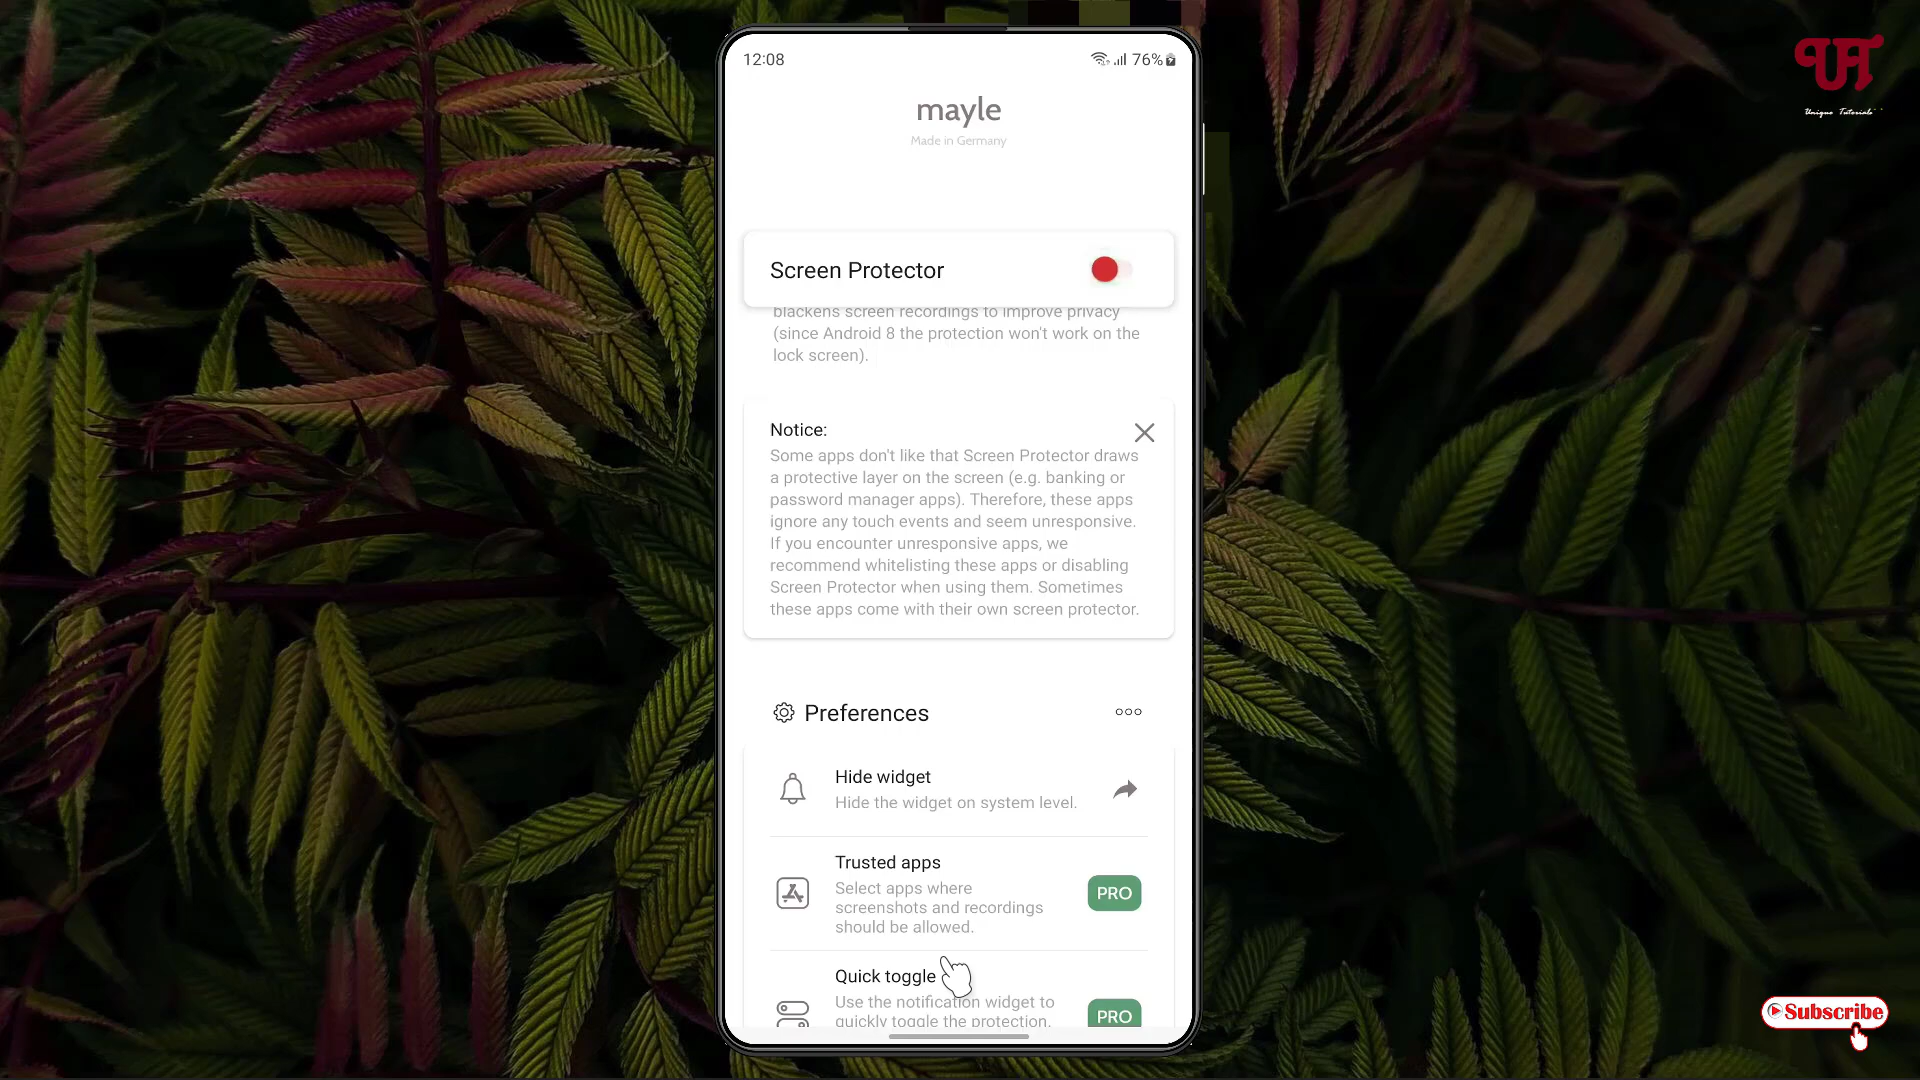 12:08
76%
mayle
Made in Germany
Screen Protector
blackens screen recordings to improve privacy
(since Android 8 the protection won't work on the
lock screen).
Notice:
Some apps don't like that Screen Protector draws
a protective layer on the screen (e.g. banking or
password manager apps). Therefore, these apps
ignore any touch events and seem unresponsive.
If you encounter unresponsive apps, we
recommend whitelisting these apps or disabling
Screen Protector when using them. Sometimes
these apps come with their own screen protector.
Preferences
Hide widget
Hide the widget on system level.
Trusted apps
Select apps where
screenshots and recordings
should be allowed.
PRO
Quick toggle
Use the notification widget to
quickly toggle the protection.
PRO
UT
Unique Tutorials
Subscribe